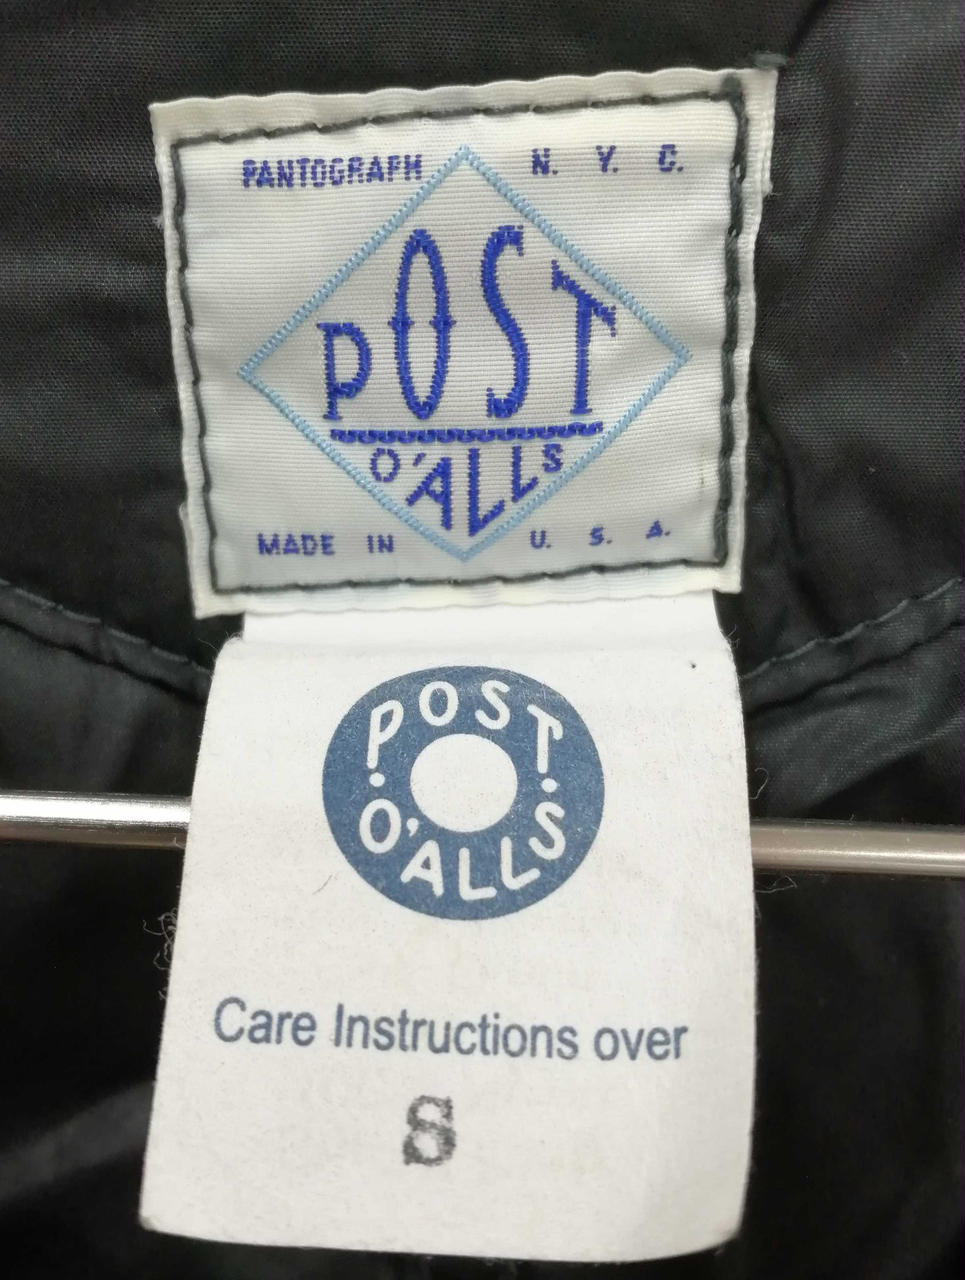 PANTOGRAPH N. Y. C.
POST
O'ALLS
MADE IN U. S. A.
POST
O'ALLS
Care Instructions over
S